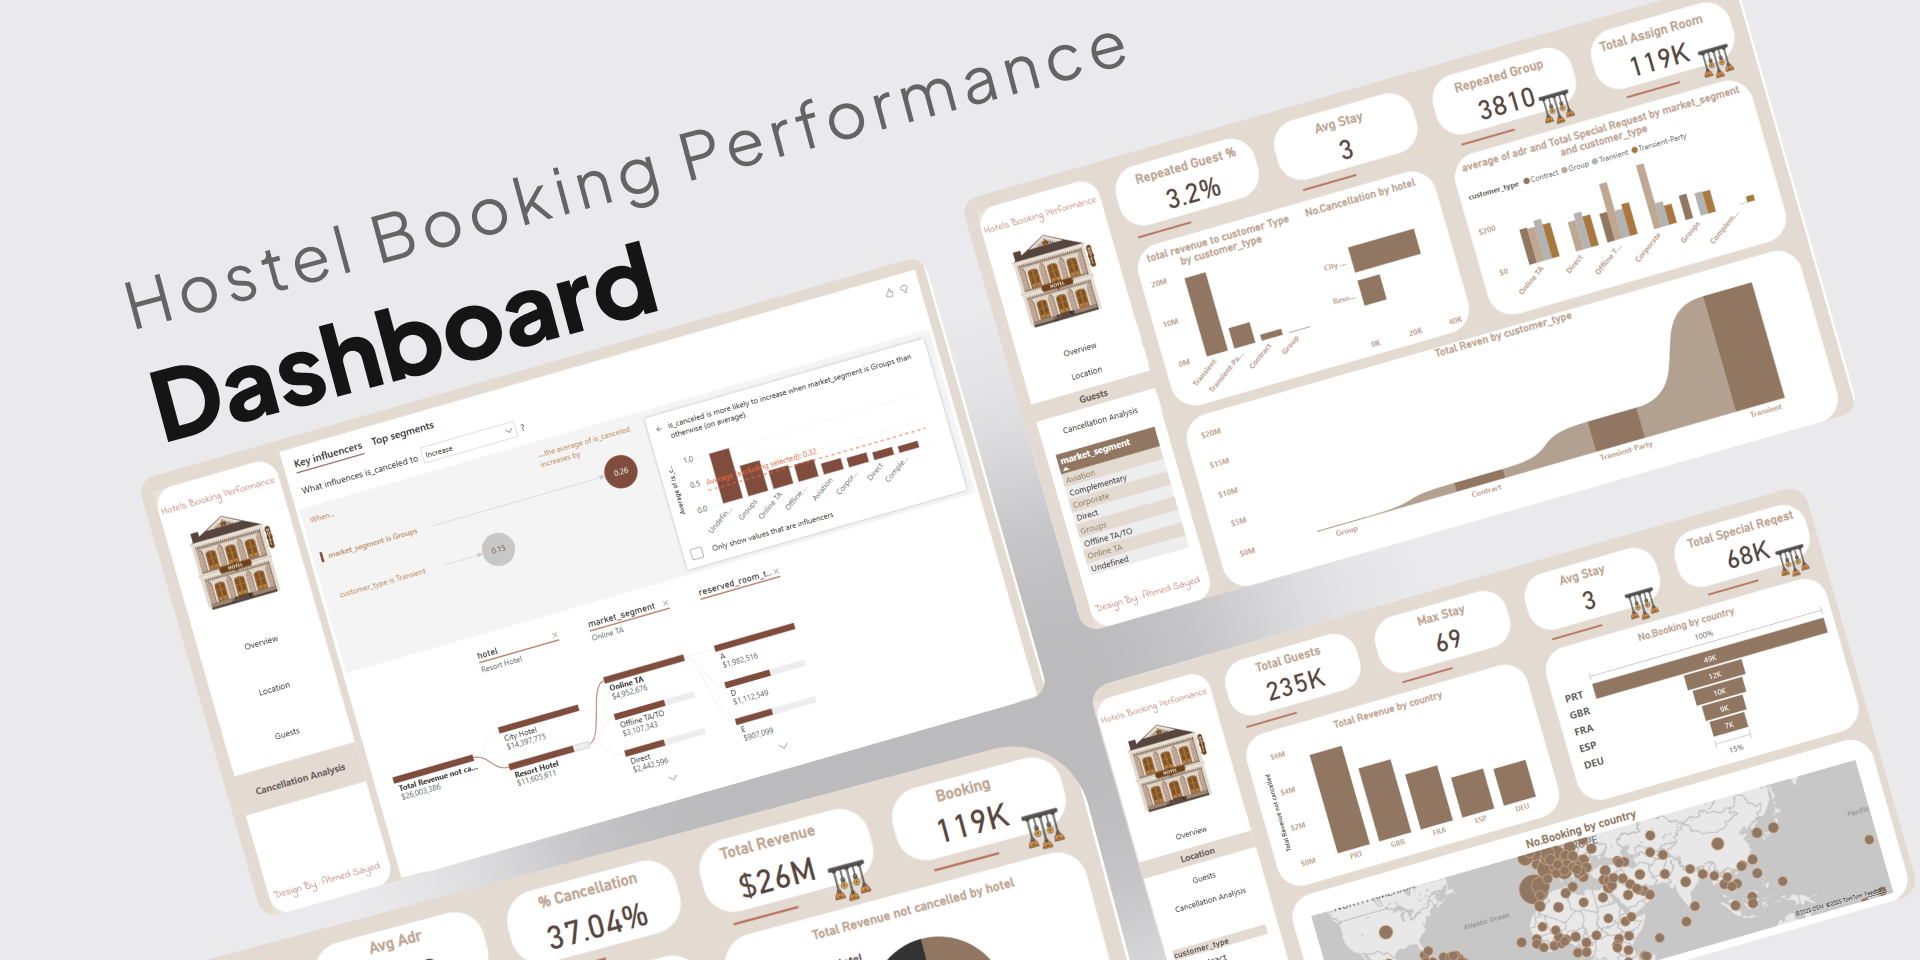 Hostel Booking Performance
Dashboard
Hotels Booking Performance
HOTEL
Overview
Location
Guests
Cancellation Analysis
Design By: Ahmed Sayed
Key influencers Top segments
What influences is_canceled to Increase ?
When...
...the average of is_canceled
increases by
market_segment is Groups
0.26
customer_type is Transient
0.15
is_canceled is more likely to increase when market_segment is Groups than
otherwise (on average).
1.0
0.5
0.0
Average (excluding selected): 0.32
Undefin...
Groups
Online TA
Offline ...
Aviation
Corpor...
Direct
Comple...
Only show values that are influencers
hotel
Resort Hotel
market_segment
Online TA
reserved_room_t...
Total Revenue not ca...
$26,003,386
City Hotel
$14,397,775
Resort Hotel
$11,605,611
Online TA
$4,952,676
Offline TA/TO
$3,107,343
Direct
$2,442,596
A
$1,982,516
D
$1,112,549
E
$907,099
Hotels Booking Performance
HOTEL
Overview
Location
Guests
Cancellation Analysis
market_segment
Aviation
Complementary
Corporate
Direct
Groups
Offline TA/TO
Online TA
Undefined
Design By: Ahmed Sayed
Repeated Guest %
3.2%
Avg Stay
3
Repeated Group
3810
Total Assign Room
119K
total revenue to customer Type
by customer_type
20M
10M
0M
Transient
Transient-Pa...
Contract
Group
No.Cancellation by hotel
City ...
Reso...
0K
20K
40K
average of adr and Total Special Request by market_segment
and customer_type
customer_type Contract Group Transient Transient-Party
$200
$0
Online TA
Direct
Offline T...
Corporate
Groups
Complem...
Total Reven by customer_type
$20M
$15M
$10M
$5M
$0M
Group
Contract
Transient-Party
Transient
Avg Adr
% Cancellation
37.04%
Total Revenue
$26M
Booking
119K
Total Revenue not cancelled by hotel
Hotels Booking Performance
HOTEL
Overview
Location
Guests
Cancellation Analysis
customer_type
Total Guests
235K
Max Stay
69
Avg Stay
3
Total Special Reqest
68K
Total Revenue by country
Total Revenue not cancelled
$6M
$4M
$2M
$0M
PRT
GBR
FRA
ESP
DEU
No.Booking by country
100%
PRT
GBR
FRA
ESP
DEU
49K
12K
10K
9K
7K
15%
No.Booking by country
NORTH AMERICA
Atlantic Ocean
Pacific
©2025 OSM ©2025 TomTom Feedback